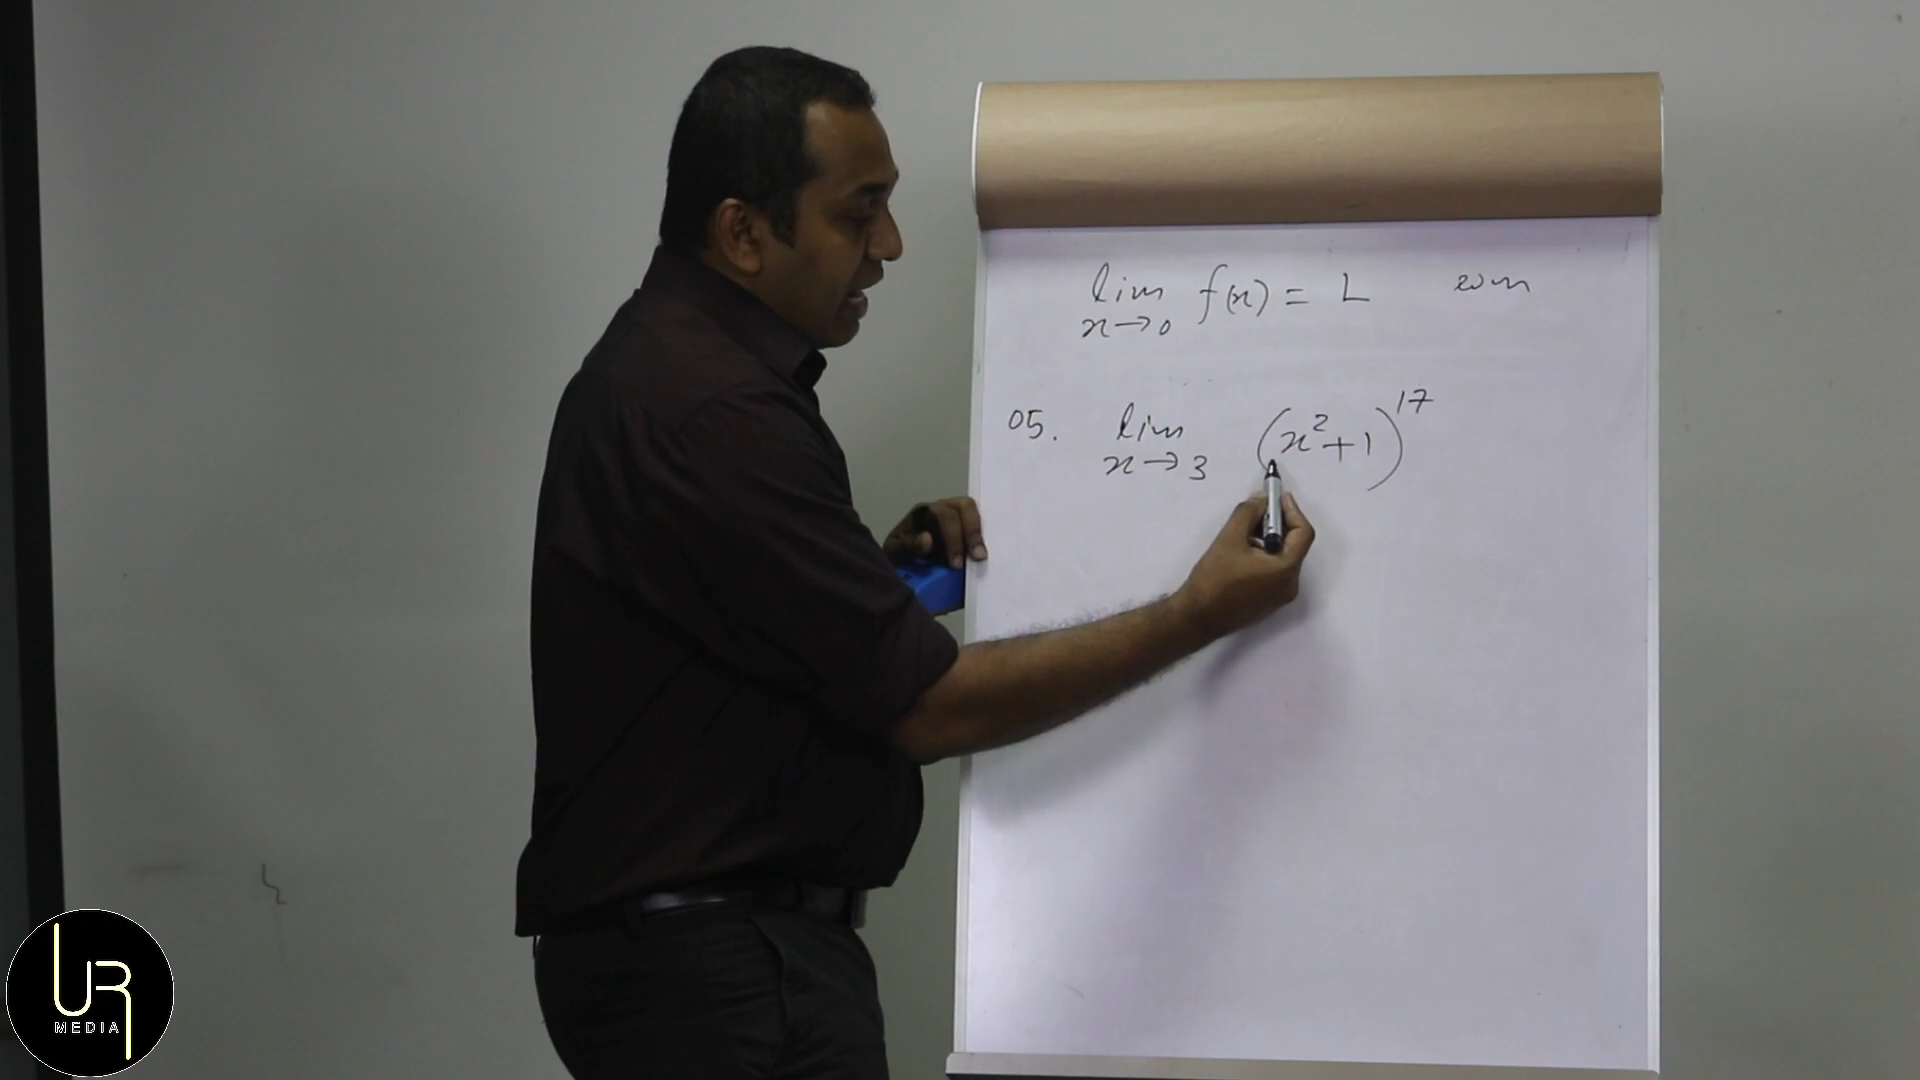 lim f(x) = L
x→0
05. lim (x²+1)¹⁷
x→3
UR
MEDIA